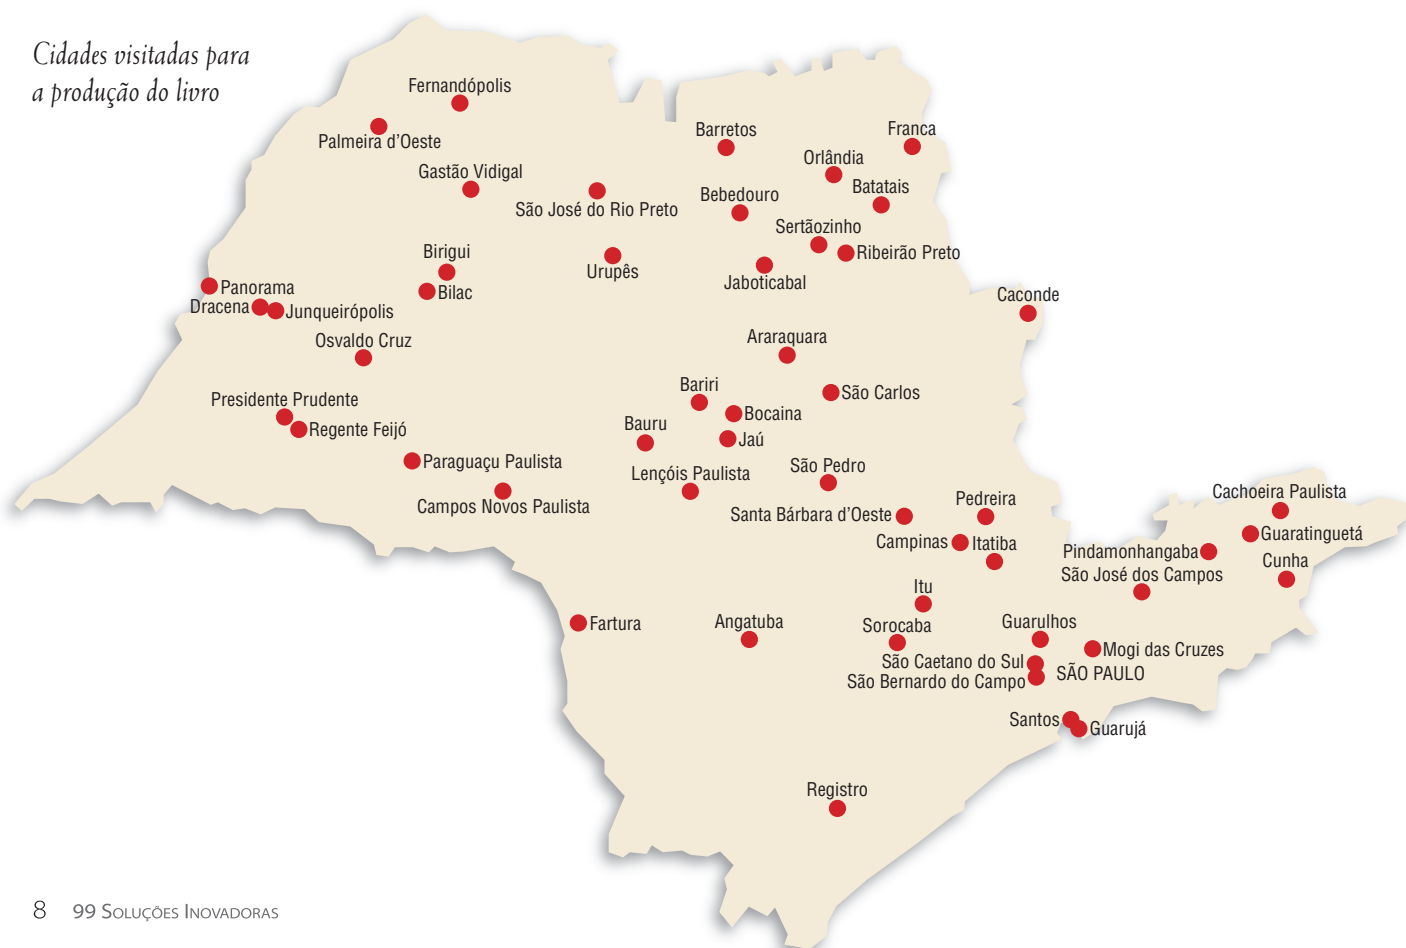 Cidades visitadas para
a produção do livro
Fernandópolis
Palmeira d’Oeste
Barretos
Franca
Orlândia
Gastão Vidigal
Batatais
Bebedouro
São José do Rio Preto
Sertãozinho
Birigui
Ribeirão Preto
Urupês
Jaboticabal
Panorama
Bilac
Caconde
Dracena
Junqueirópolis
Osvaldo Cruz
Araraquara
Bariri
São Carlos
Presidente Prudente
Bocaina
Bauru
Regente Feijó
Jaú
Paraguaçu Paulista
São Pedro
Lençóis Paulista
Cachoeira Paulista
Pedreira
Campos Novos Paulista
Santa Bárbara d’Oeste
Guaratinguetá
Campinas
Itatiba
Pindamonhangaba
Cunha
São José dos Campos
Itu
Fartura
Angatuba
Sorocaba
Guarulhos
Mogi das Cruzes
São Caetano do Sul
SÃO PAULO
São Bernardo do Campo
Santos
Guarujá
Registro
8 99 Soluções Inovadoras